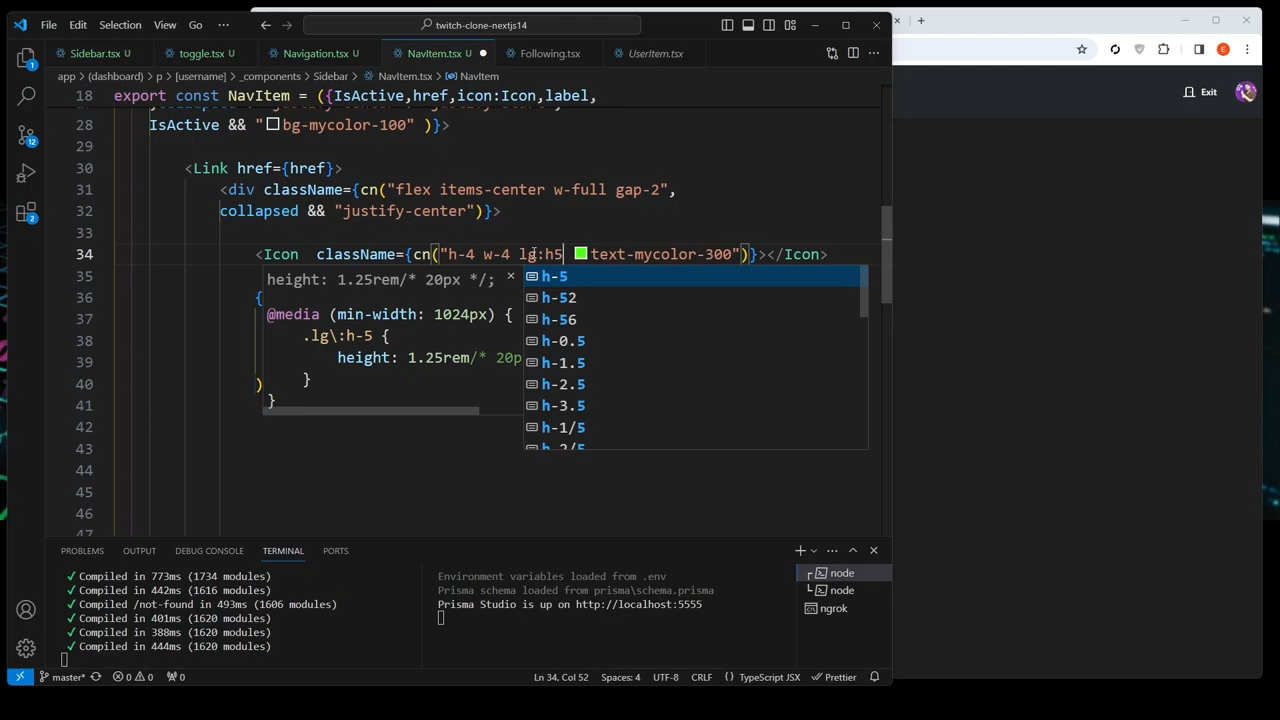 File Edit Selection View Go ··· twitch-clone-nextjs14
Sidebar.tsx U toggle.tsx U Navigation.tsx U NavItem.tsx U Following.tsx UserItem.tsx
app > (dashboard) > p > [username] > _components > Sidebar > NavItem.tsx > NavItem
18 export const NavItem = ({IsActive,href,icon:Icon,label,
28 IsActive && "bg-mycolor-100" )}>
29
30 <Link href={href}>
31 <div className={cn("flex items-center w-full gap-2",
32 collapsed && "justify-center")}>
33
34 <Icon className={cn("h-4 w-4 lg:h5 text-mycolor-300")}></Icon>
35 height: 1.25rem/* 20px */;
36 {
37 @media (min-width: 1024px) {
38 .lg\:h-5 {
39 height: 1.25rem/* 20p
40 )
}
41 }
42
43
44
45
46
47
h-5
h-52
h-56
h-0.5
h-1.5
h-2.5
h-3.5
h-1/5
h-2/5
Exit
PROBLEMS OUTPUT DEBUG CONSOLE TERMINAL PORTS
✓ Compiled in 773ms (1734 modules)
✓ Compiled in 442ms (1616 modules)
✓ Compiled /not-found in 493ms (1606 modules)
✓ Compiled in 401ms (1620 modules)
✓ Compiled in 388ms (1620 modules)
✓ Compiled in 444ms (1620 modules)
Environment variables loaded from .env
Prisma schema loaded from prisma\schema.prisma
Prisma Studio is up on http://localhost:5555
node
node
ngrok
12
2
master* 0 0 0 Ln 34, Col 52 Spaces: 4 UTF-8 CRLF {} TypeScript JSX Prettier
E